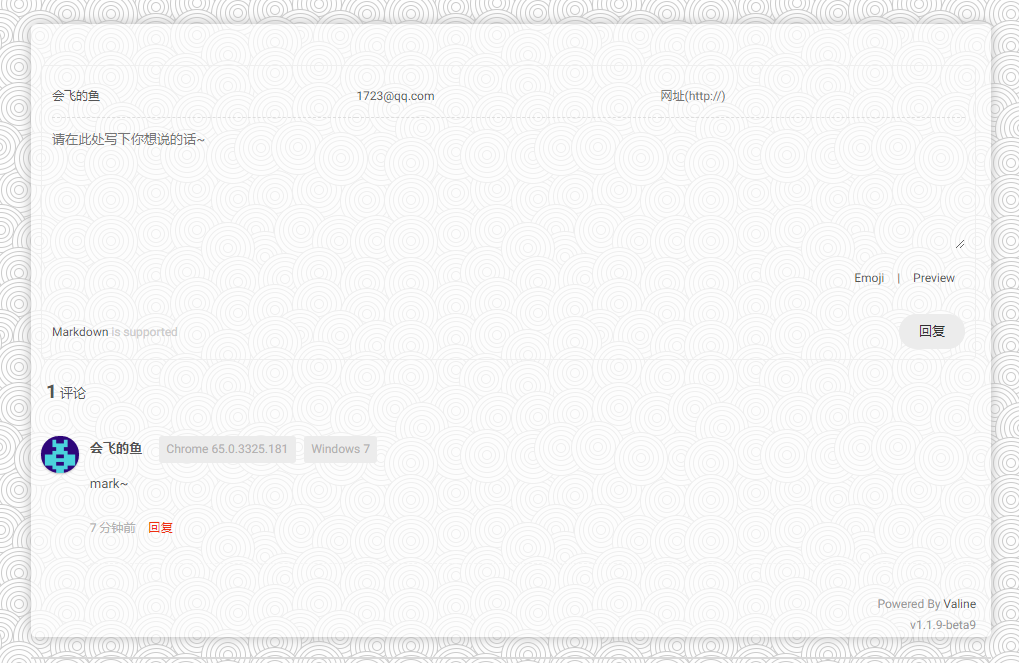 会飞的鱼 1723@qq.com 网址(http://)
请在此处写下你想说的话~
Emoji | Preview
Markdown is supported 回复
1 评论
会飞的鱼 Chrome 65.0.3325.181 Windows 7
mark~
7 分钟前 回复
Powered By Valine
v1.1.9-beta9